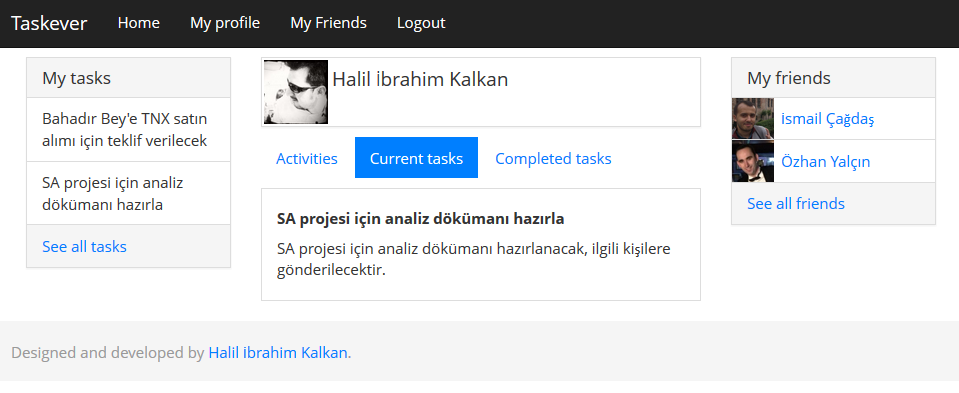 Taskever Home My profile My Friends Logout
My tasks
Bahadır Bey'e TNX satın
alımı için teklif verilecek
SA projesi için analiz
dökümanı hazırla
See all tasks
Halil İbrahim Kalkan
Activities Current tasks Completed tasks
SA projesi için analiz dökümanı hazırla
SA projesi için analiz dökümanı hazırlanacak, ilgili kişilere
gönderilecektir.
My friends
İsmail Çağdaş
Özhan Yalçın
See all friends
Designed and developed by Halil ibrahim Kalkan.